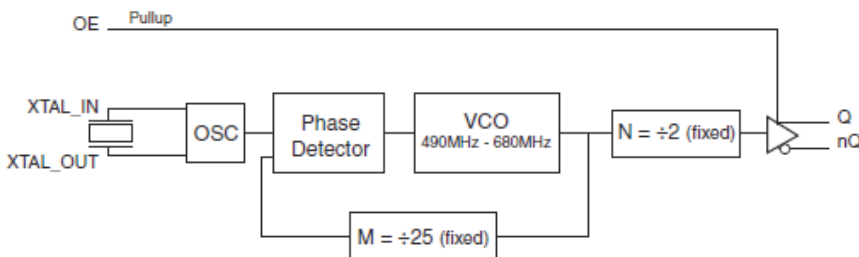 OE Pullup
XTAL_IN
XTAL_OUT
OSC
Phase
Detector
VCO
490MHz - 680MHz
N = ÷2 (fixed)
Q
nQ
M = ÷25 (fixed)